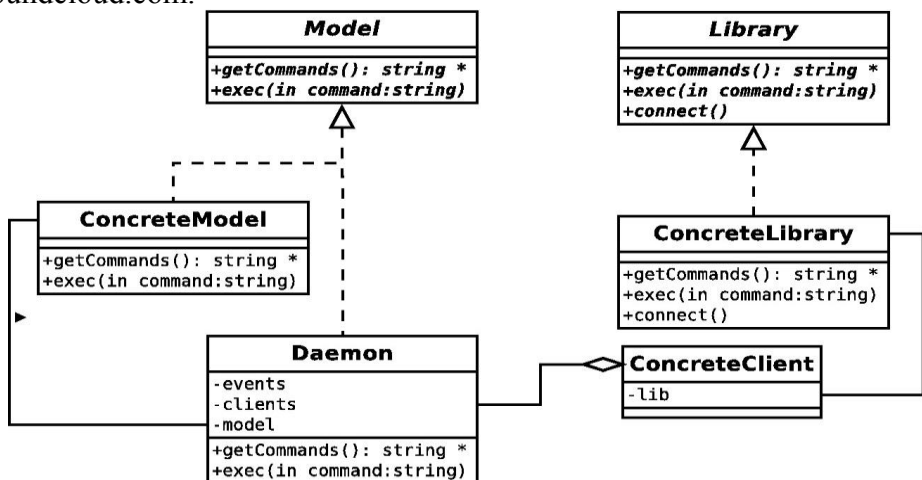 oundcloud.com.
Model
+getCommands(): string *
+exec(in command:string)
Library
+getCommands(): string *
+exec(in command:string)
+connect()
ConcreteModel
+getCommands(): string *
+exec(in command:string)
ConcreteLibrary
+getCommands(): string *
+exec(in command:string)
+connect()
Daemon
-events
-clients
-model
+getCommands(): string *
+exec(in command:string)
ConcreteClient
-lib